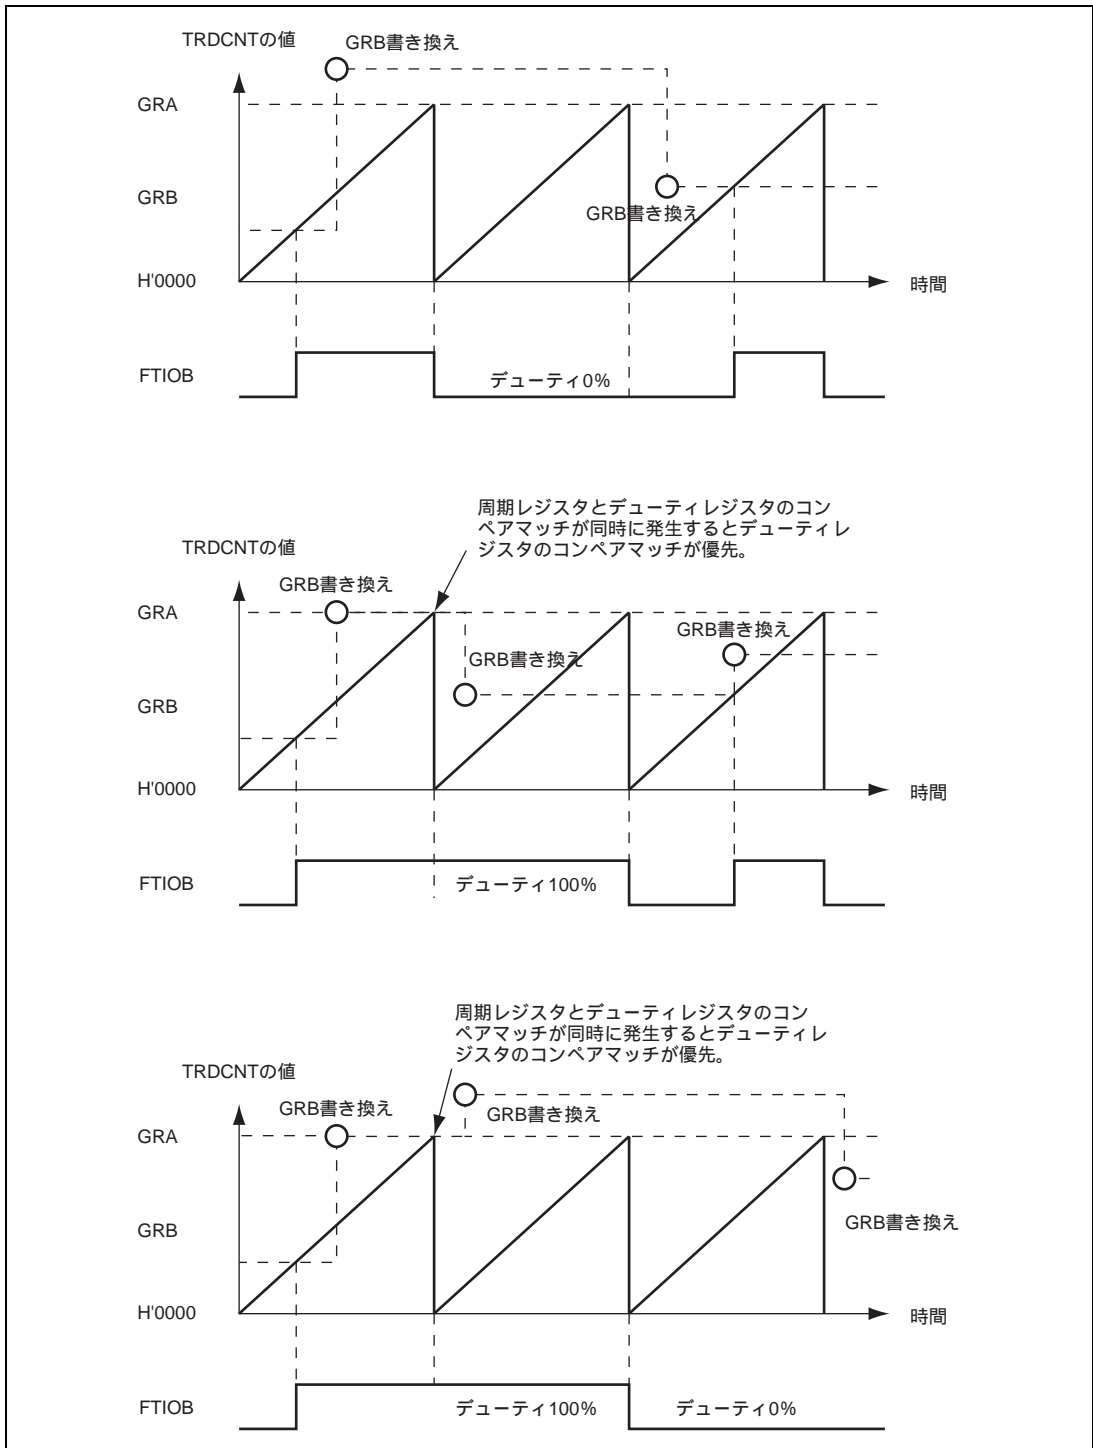 TRDCNTの値
GRB書き換え
GRA
GRB
GRB書き換え
H'0000
時間
FTIOB
デューティ0%
周期レジスタとデューティレジスタのコン
ペアマッチが同時に発生するとデューティレ
ジスタのコンペアマッチが優先。
TRDCNTの値
GRB書き換え
GRA
GRB書き換え
GRB書き換え
GRB
H'0000
時間
FTIOB
デューティ100%
周期レジスタとデューティレジスタのコン
ペアマッチが同時に発生するとデューティレ
ジスタのコンペアマッチが優先。
TRDCNTの値
GRB書き換え
GRB書き換え
GRA
GRB
GRB書き換え
H'0000
時間
FTIOB
デューティ100%
デューティ0%